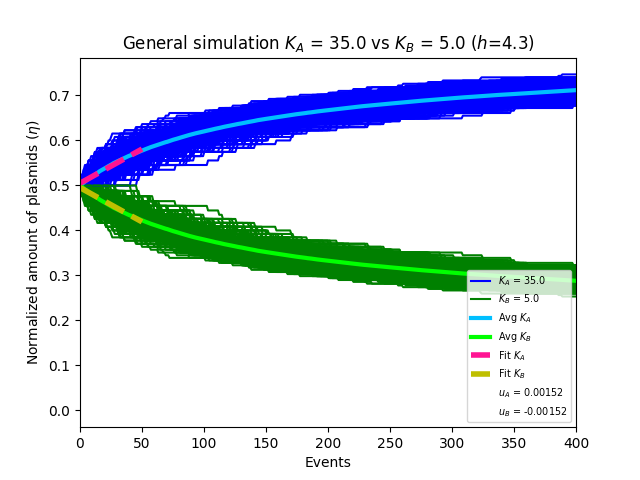 General simulation K_A = 35.0 vs K_B = 5.0 (h=4.3)
Normalized amount of plasmids (η)
0.7
0.6
0.5
0.4
0.3
0.2
0.1
0.0
K_A = 35.0
K_B = 5.0
Avg K_A
Avg K_B
Fit K_A
Fit K_B
u_A = 0.00152
u_B = -0.00152
0 50 100 150 200 250 300 350 400
Events